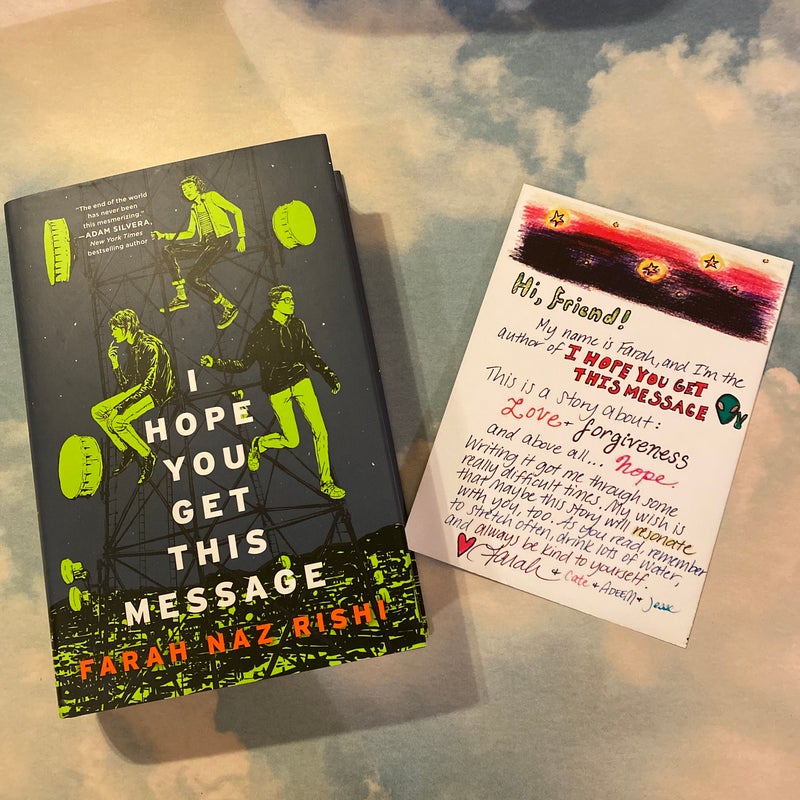 "The end of the world
has never been
this mesmerizing."
—ADAM SILVERA,
New York Times
bestselling author
I
HOPE
YOU
GET
THIS
MESSAGE
FARAH NAZ RISHI
Hi, friend!
My name is Farah, and I'm the
author of I HOPE YOU GET
THIS MESSAGE
This is a story about:
Love + forgiveness
and above all... hope.
Writing it got me through some
really difficult times. My wish is
that maybe this story will resonate
with you, too. As you read, remember
to stretch often, drink lots of water,
and always be kind to yourself.
Farah + Cate + ADEEM + Jesse